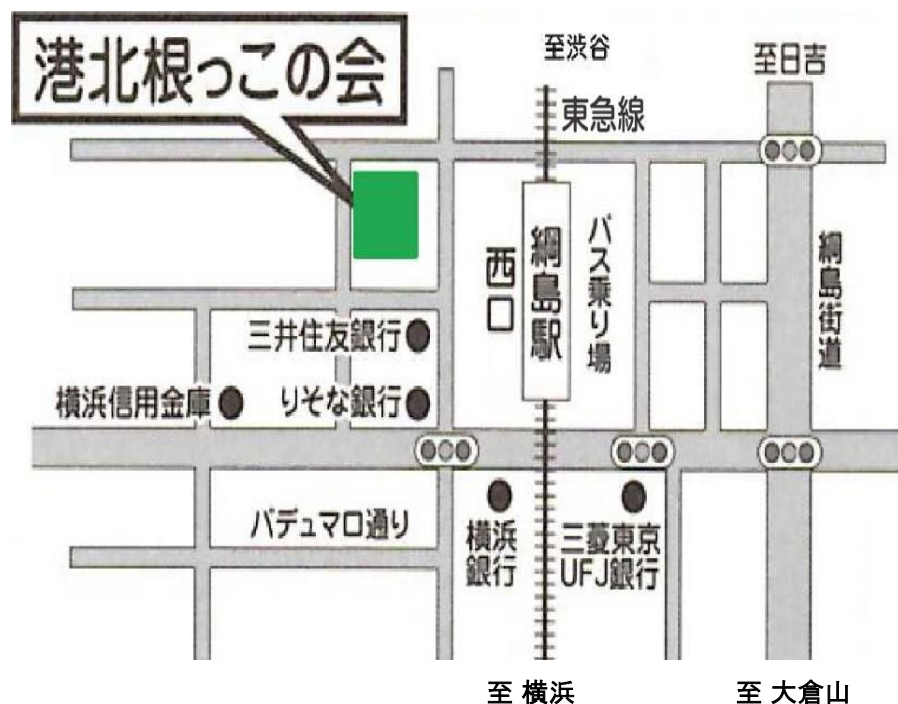 港北根っこの会
至渋谷
至日吉
東急線
西口
綱島駅
バス乗り場
綱島街道
三井住友銀行
横浜信用金庫
りそな銀行
パデュマロ通り
横浜
銀行
三菱東京
UFJ銀行
至 横浜
至 大倉山